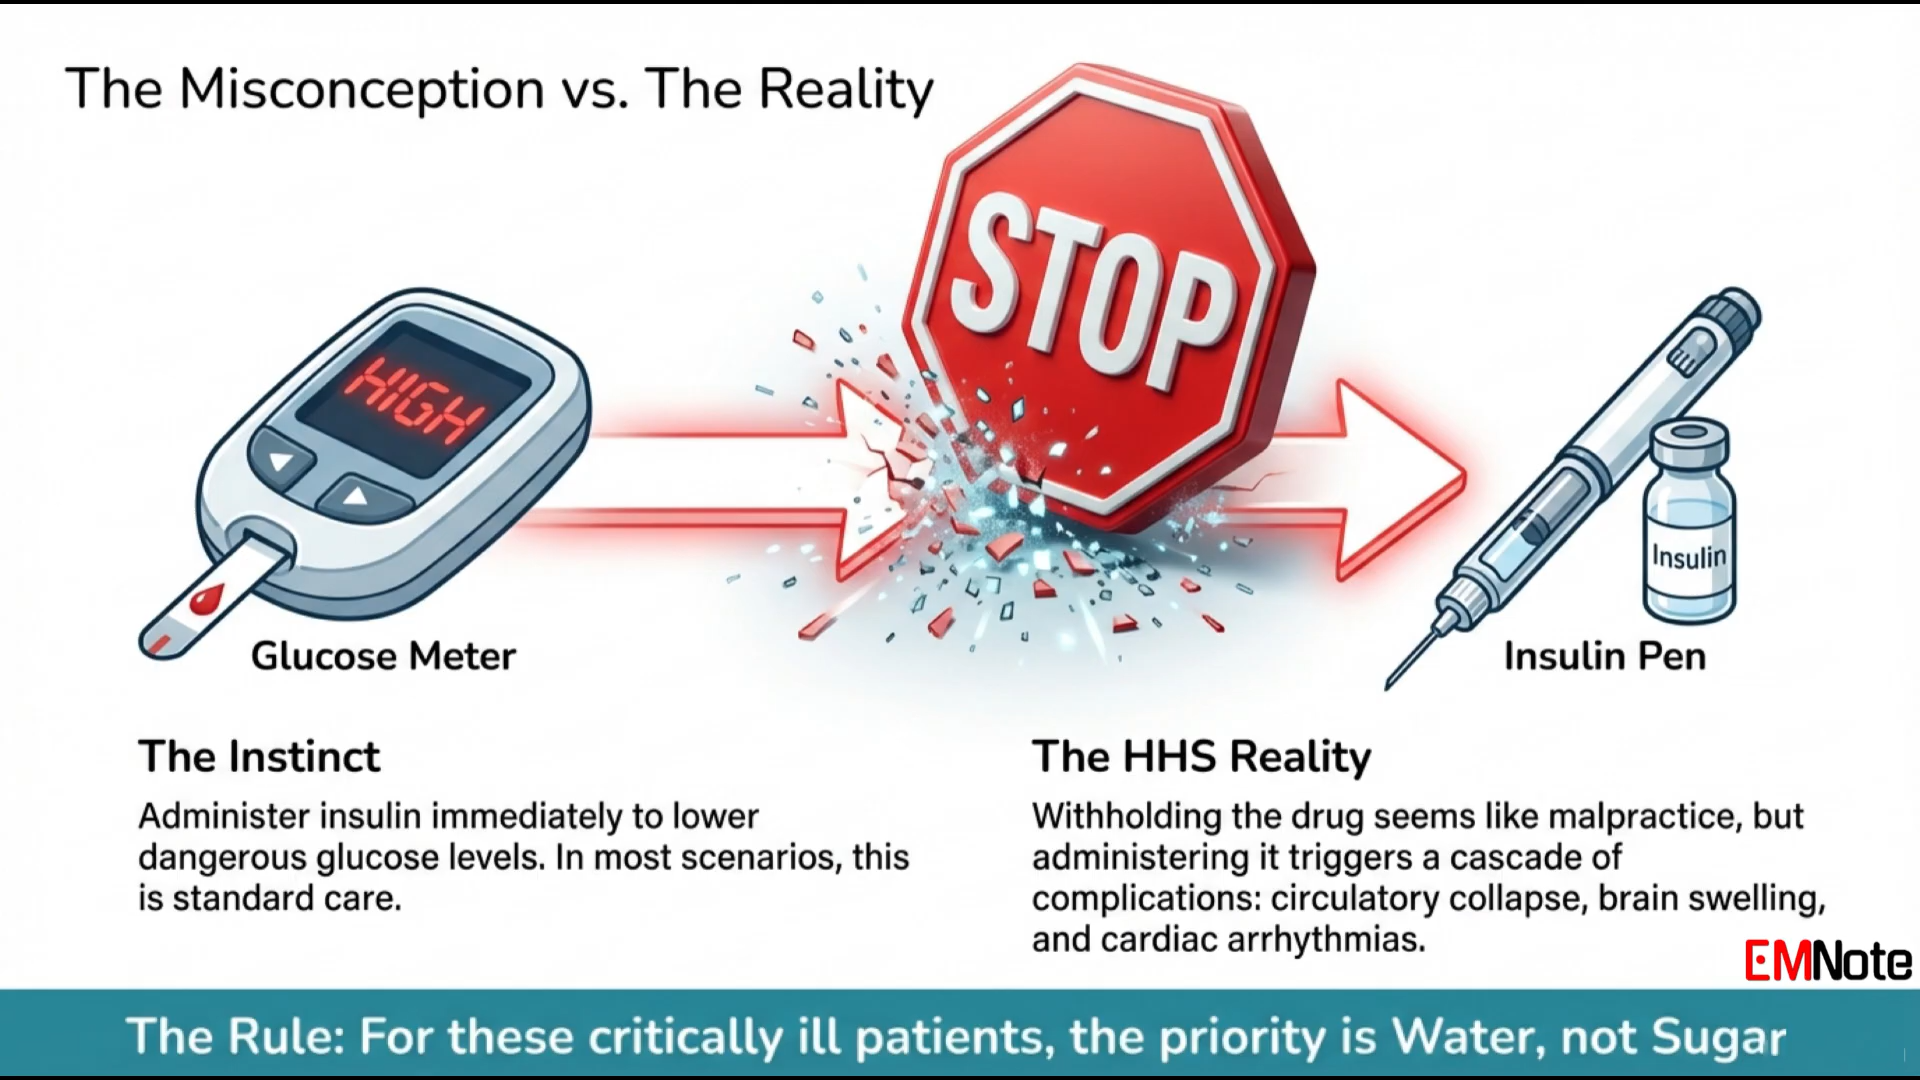 The Misconception vs. The Reality
STOP
HIGH
Insulin
Glucose Meter
Insulin Pen
The Instinct
Administer insulin immediately to lower
dangerous glucose levels. In most scenarios, this
is standard care.
The HHS Reality
Withholding the drug seems like malpractice, but
administering it triggers a cascade of
complications: circulatory collapse, brain swelling,
and cardiac arrhythmias.
EMNote
The Rule: For these critically ill patients, the priority is Water, not Sugar